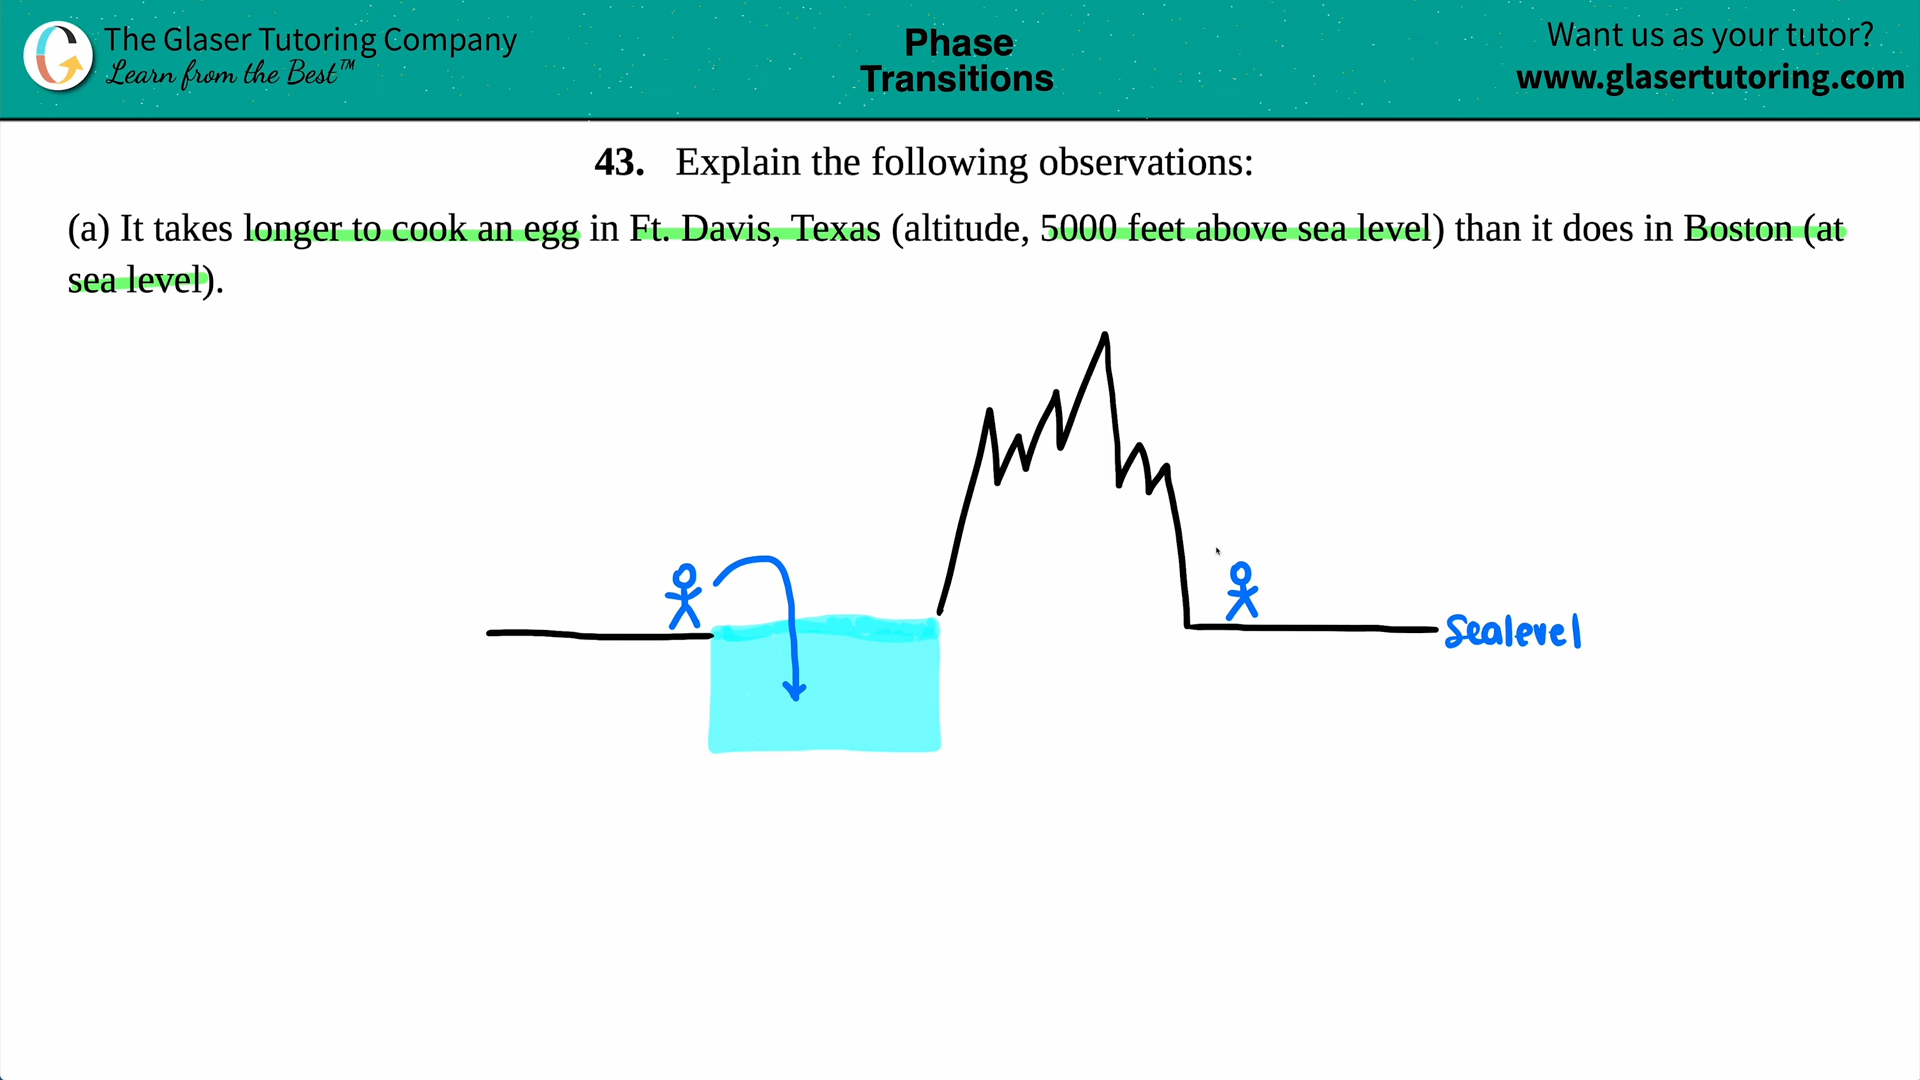 The Glaser Tutoring Company
Learn from the Best™
Phase
Transitions
Want us as your tutor?
www.glasertutoring.com
43. Explain the following observations:
(a) It takes longer to cook an egg in Ft. Davis, Texas (altitude, 5000 feet above sea level) than it does in Boston (at
sea level).
Sealevel